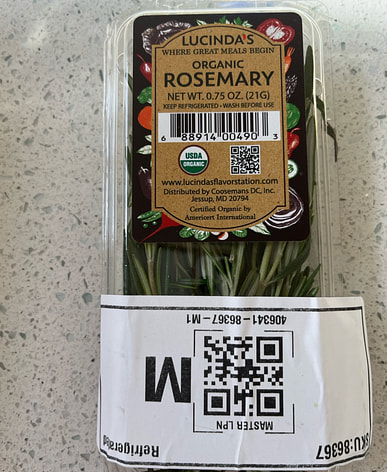 LUCINDA'S
WHERE GREAT MEALS BEGIN
ORGANIC
ROSEMARY
NET WT. 0.75 OZ. (21G)
KEEP REFRIGERATED • WASH BEFORE USE
6 88914 00490 3
USDA
ORGANIC
www.lucindasflavorstation.com
Distributed by Coosemans DC, Inc.
Jessup, MD 20794
Certified Organic by
Americert International
SKU:86367
Refrigerated
MASTER LPN
M
406341-86367-M1